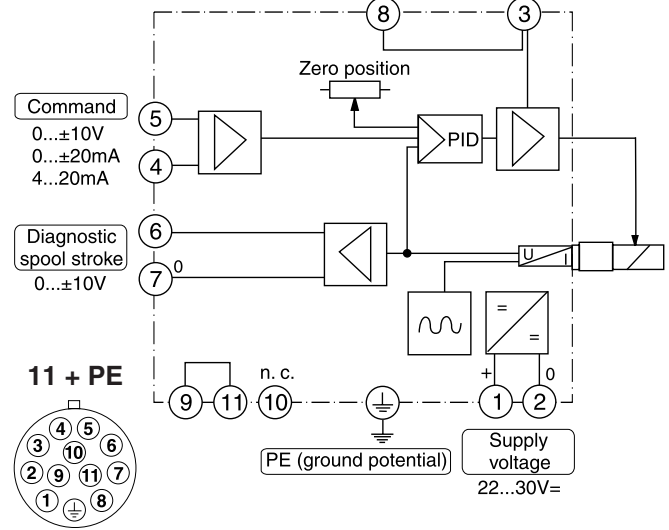 8
3
Zero position
Command
5
0...±10V
0...±20mA
4
4...20mA
PID
6
Diagnostic
spool stroke
7
0
0...±10V
U
I
=
=
11 + PE
n. c.
+
0
9
11
10
1
2
PE (ground potential)
Supply
voltage
22...30V=
4
5
3
10
6
2
9
11
7
1
8